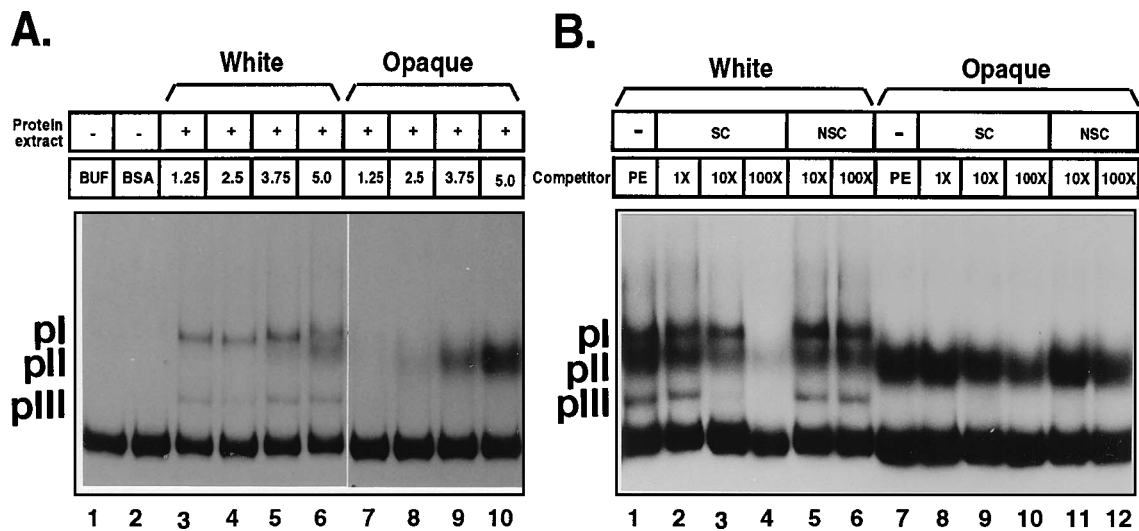 A.
White Opaque
Protein extract - - + + + + + + + +
BUF BSA 1.25 2.5 3.75 5.0 1.25 2.5 3.75 5.0
pI
pII
pIII
1 2 3 4 5 6 7 8 9 10
B.
White Opaque
- SC NSC - SC NSC
Competitor PE 1X 10X 100X 10X 100X PE 1X 10X 100X 10X 100X
pI
pII
pIII
1 2 3 4 5 6 7 8 9 10 11 12